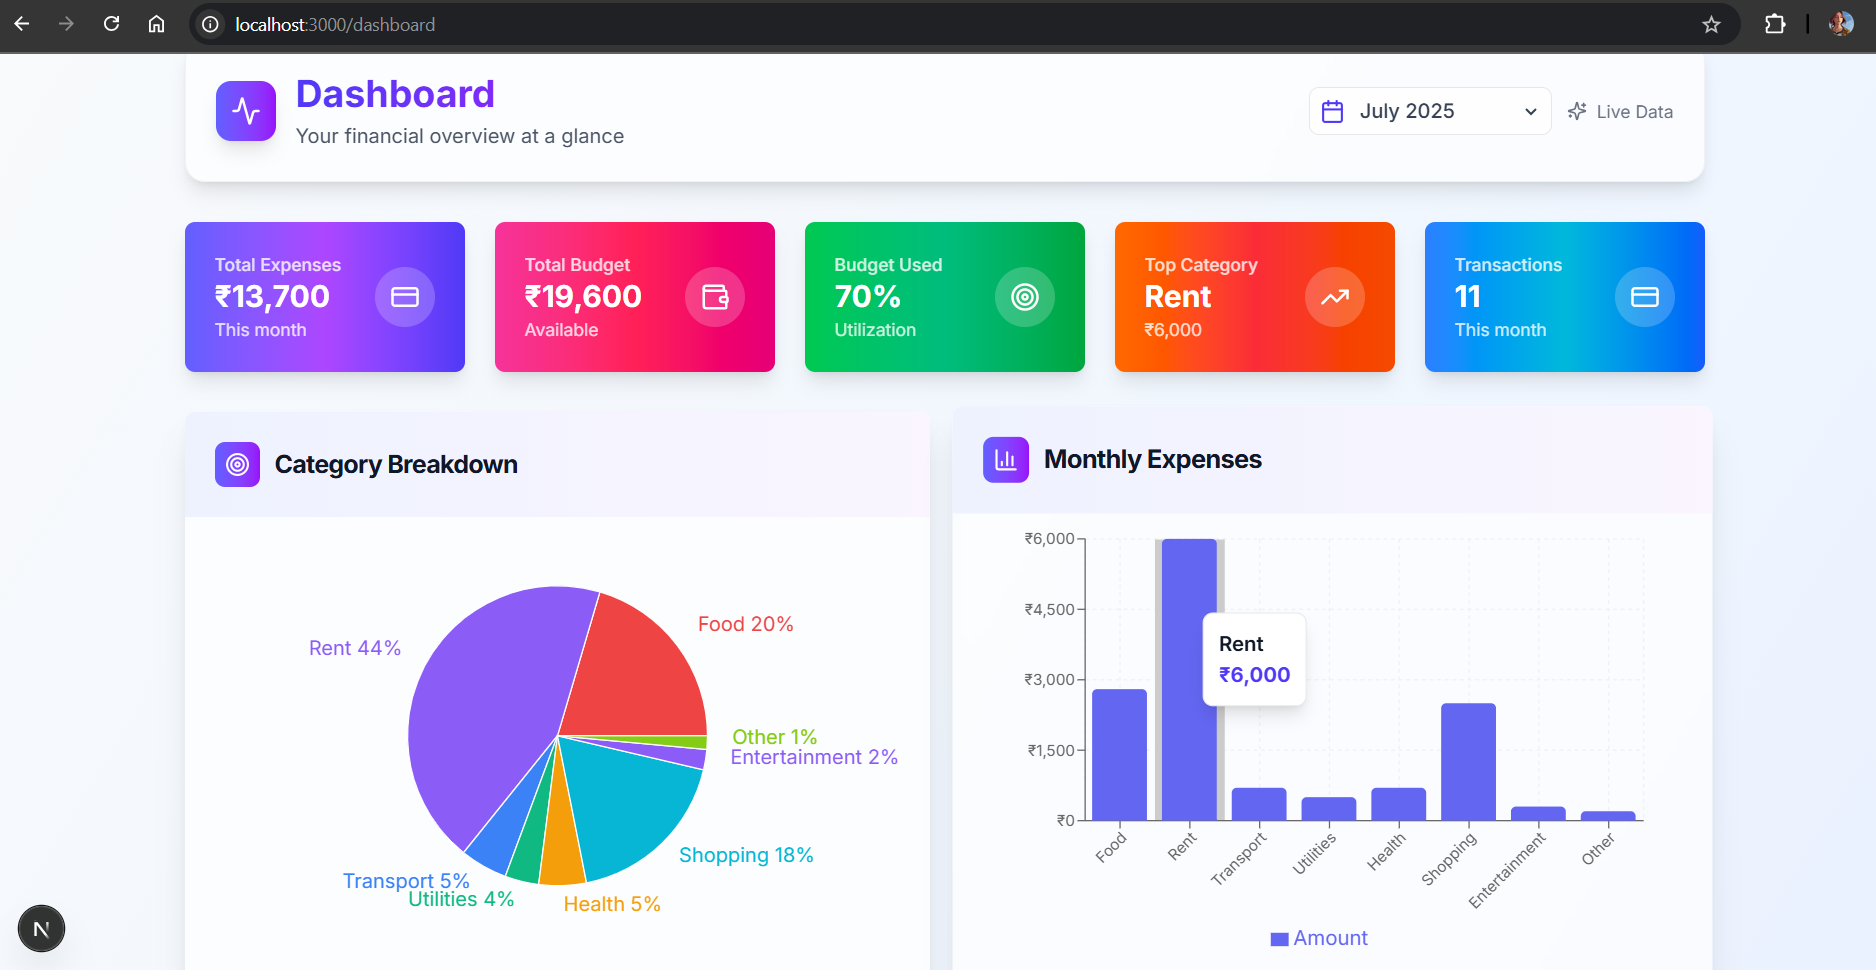 localhost:3000/dashboard
Dashboard
Your financial overview at a glance
July 2025
Live Data
Total Expenses
₹13,700
This month
Total Budget
₹19,600
Available
Budget Used
70%
Utilization
Top Category
Rent
₹6,000
Transactions
11
This month
Category Breakdown
Rent 44%
Food 20%
Other 1%
Entertainment 2%
Shopping 18%
Transport 5%
Utilities 4%
Health 5%
N
Monthly Expenses
₹6,000
₹4,500
₹3,000
₹1,500
₹0
Rent
₹6,000
Food
Rent
Transport
Utilities
Health
Shopping
Entertainment
Other
Amount